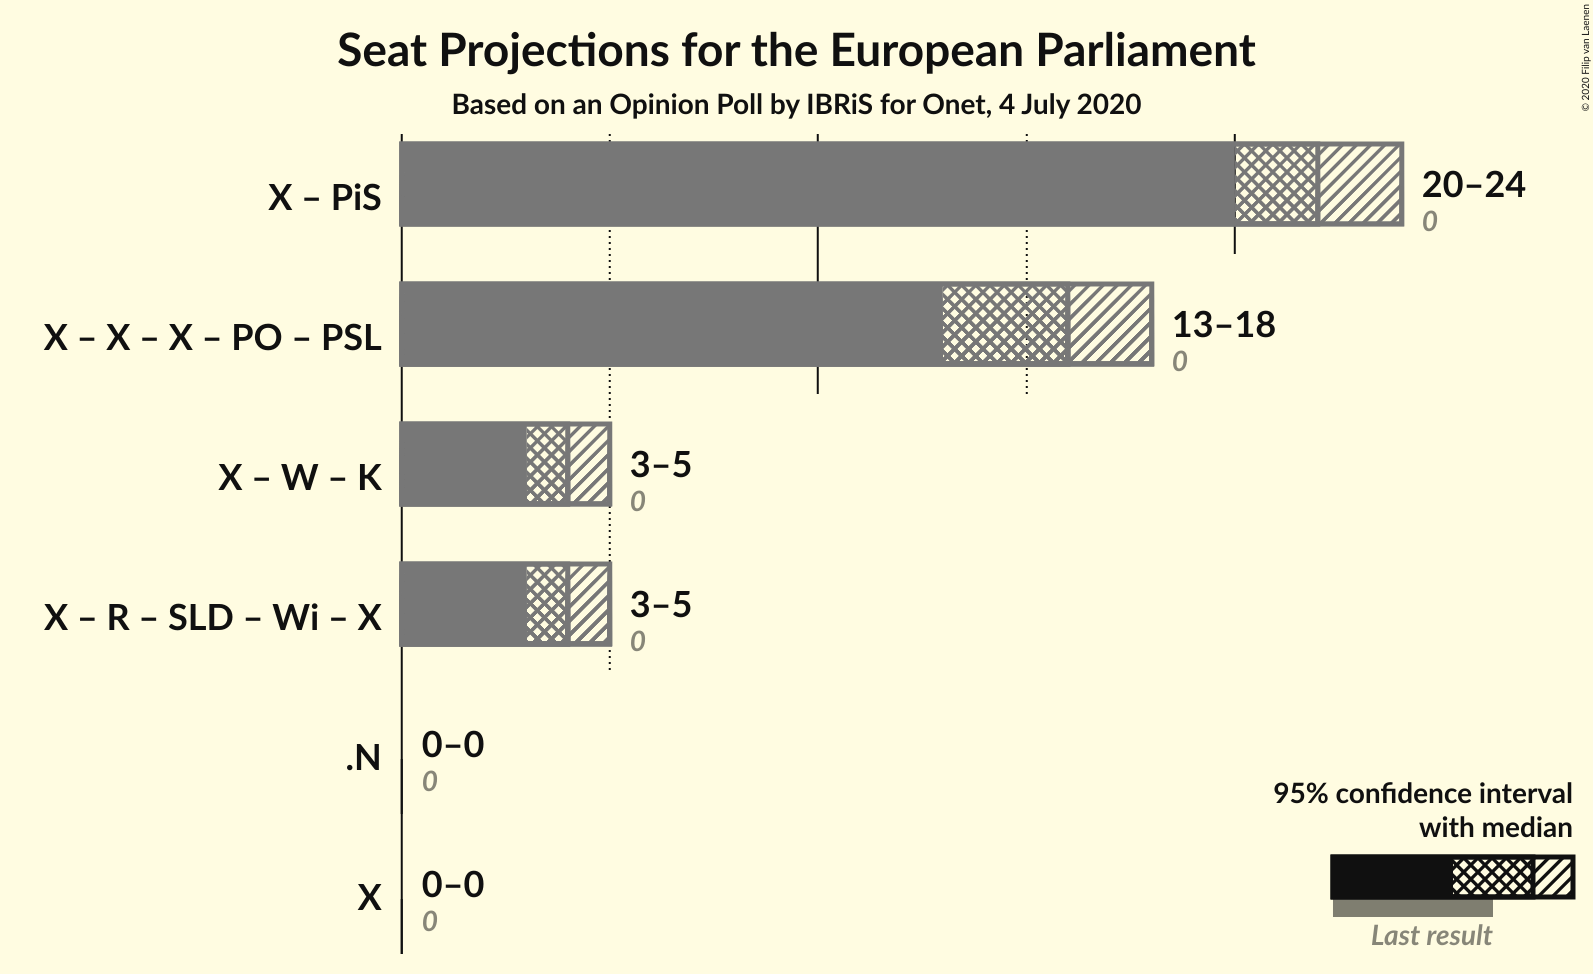 Seat Projections for the European Parliament
Based on an Opinion Poll by IBRiS for Onet, 4 July 2020
© 2020 Filip van Laenen
X – PiS
20–24
0
X – X – X – PO – PSL
13–18
0
X – W – K
3–5
0
X – R – SLD – Wi – X
3–5
0
.N
0–0
0
X
0–0
0
95% confidence interval
with median
Last result